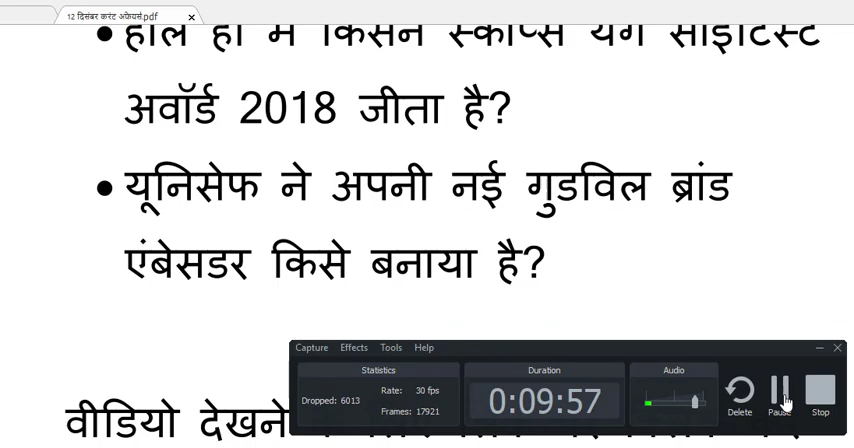 12 दिसंबर करंट अफेयर्स.pdf
हाल ही में किसने स्कोप्स यंग साइंटिस्ट
अवॉर्ड 2018 जीता है?
यूनिसेफ ने अपनी नई गुडविल ब्रांड
एंबेसडर किसे बनाया है?
Capture Effects Tools Help
Statistics Duration Audio
Dropped: 6013 Rate: 30 fps
Frames: 17921
0:09:57
Delete Pause Stop
वीडियो देखने